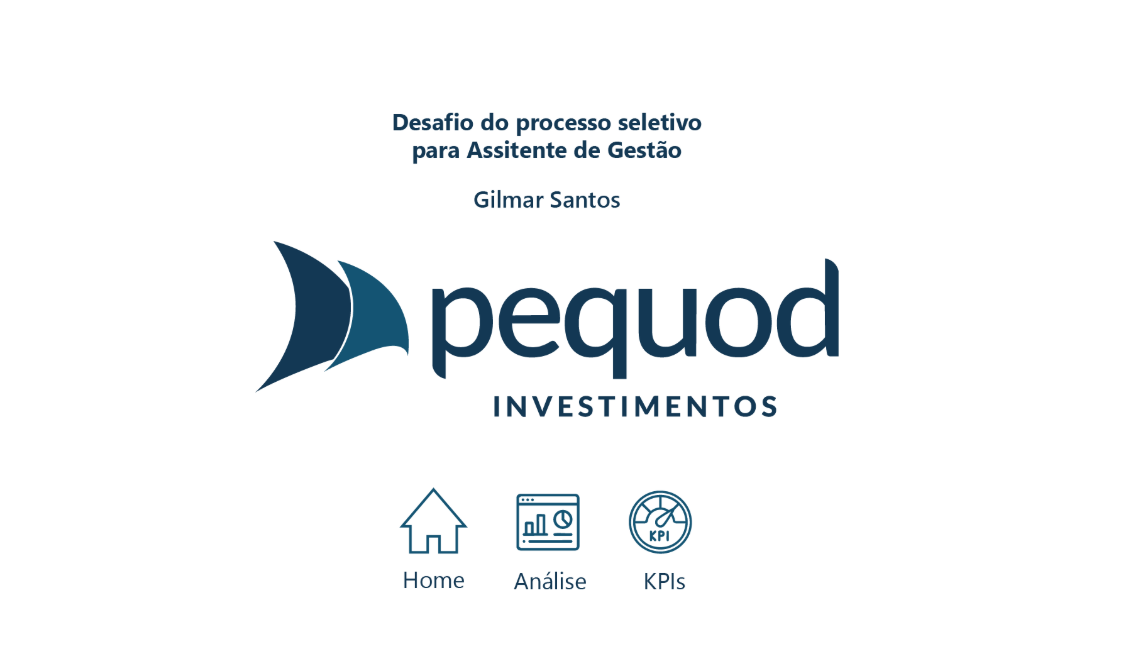 Desafio do processo seletivo
para Assitente de Gestão
Gilmar Santos
pequod
INVESTIMENTOS
KPI
Home Análise KPIs